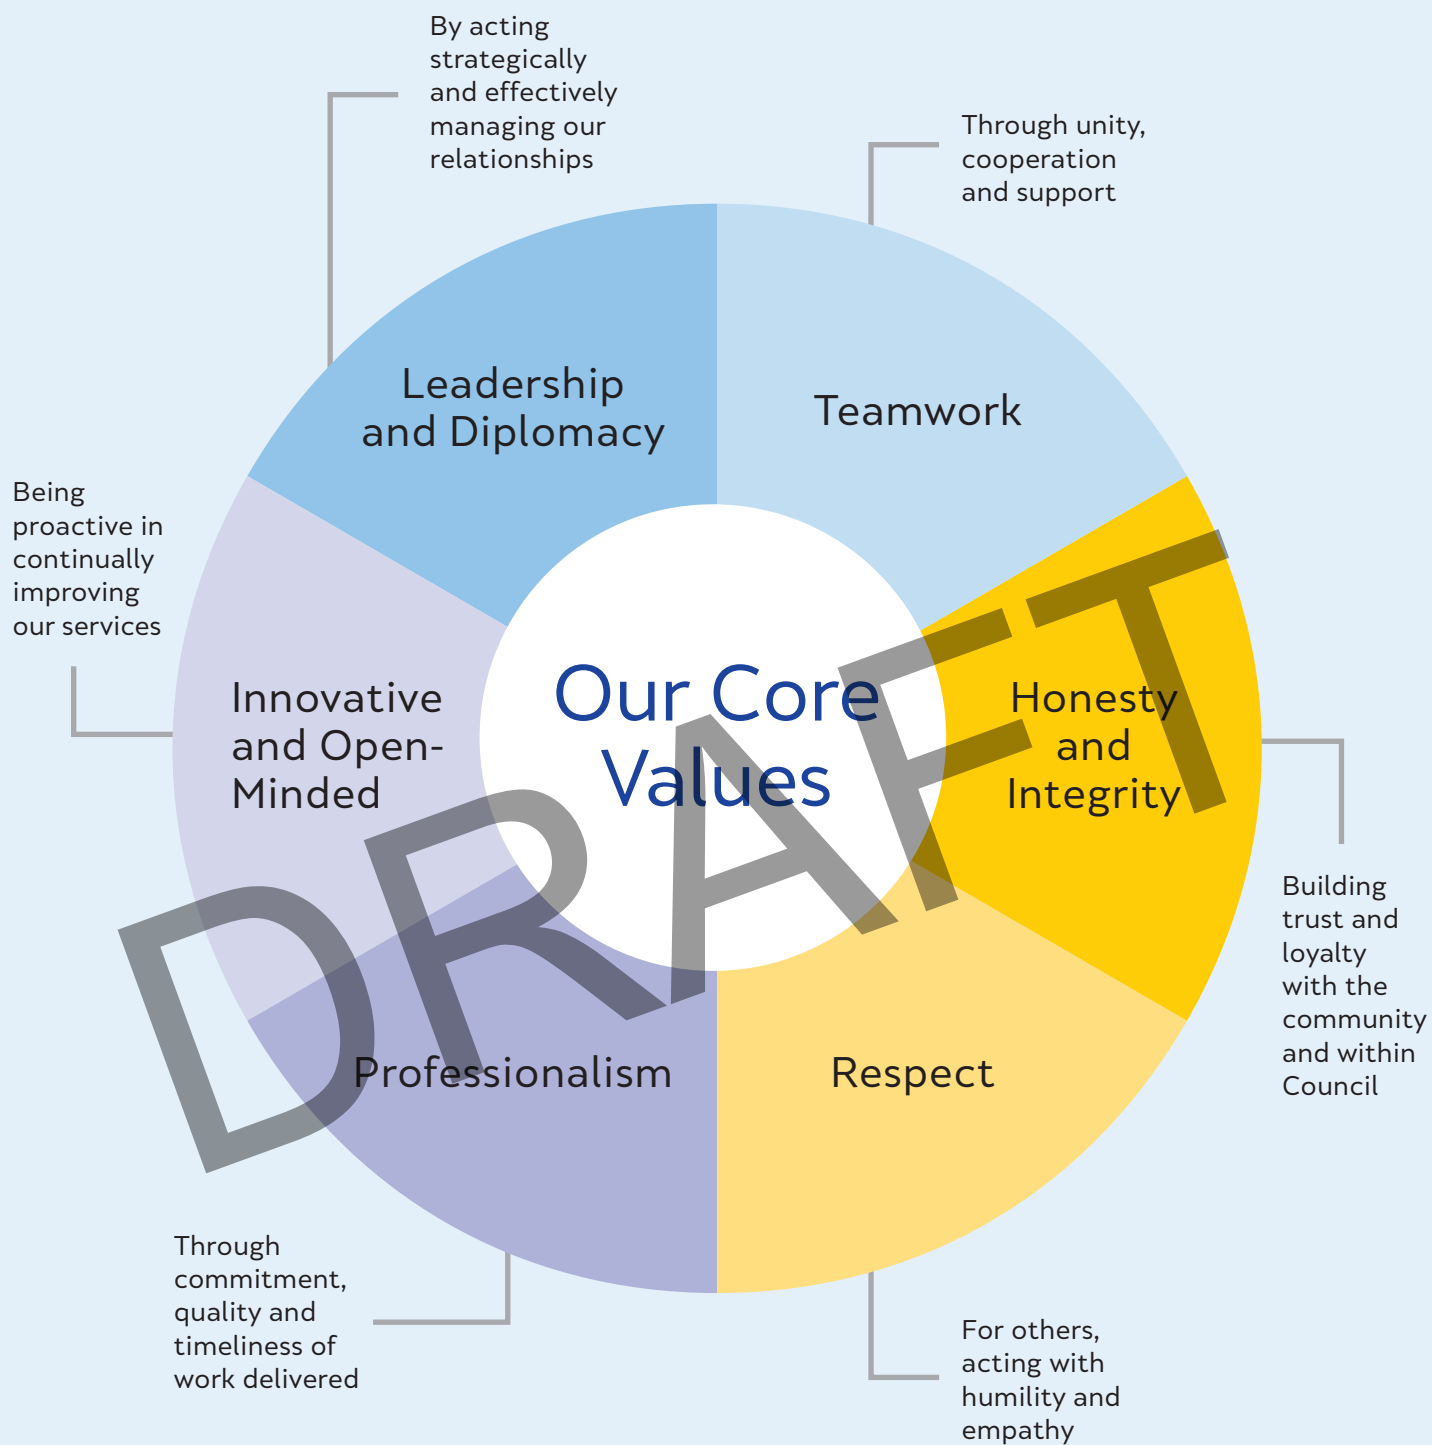 By acting
strategically
and effectively
managing our
relationships
Through unity,
cooperation
and support
Leadership
and Diplomacy
Teamwork
Being
proactive in
continually
improving
our services
Innovative
and Open-
Minded
Our Core
Values
Honesty
and
Integrity
Building
trust and
loyalty
with the
community
and within
Council
Professionalism
Respect
Through
commitment,
quality and
timeliness of
work delivered
For others,
acting with
humility and
empathy
DRAFT